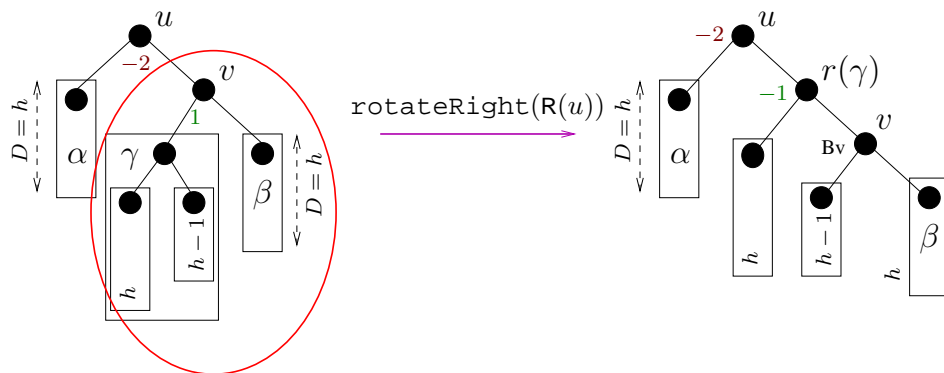 u
−2
v
1
D = h
α
γ
β
D = h
h
h − 1
rotateRight(R(u))
u
−2
r(γ)
−1
v
Bv
D = h
α
h
h − 1
h
β